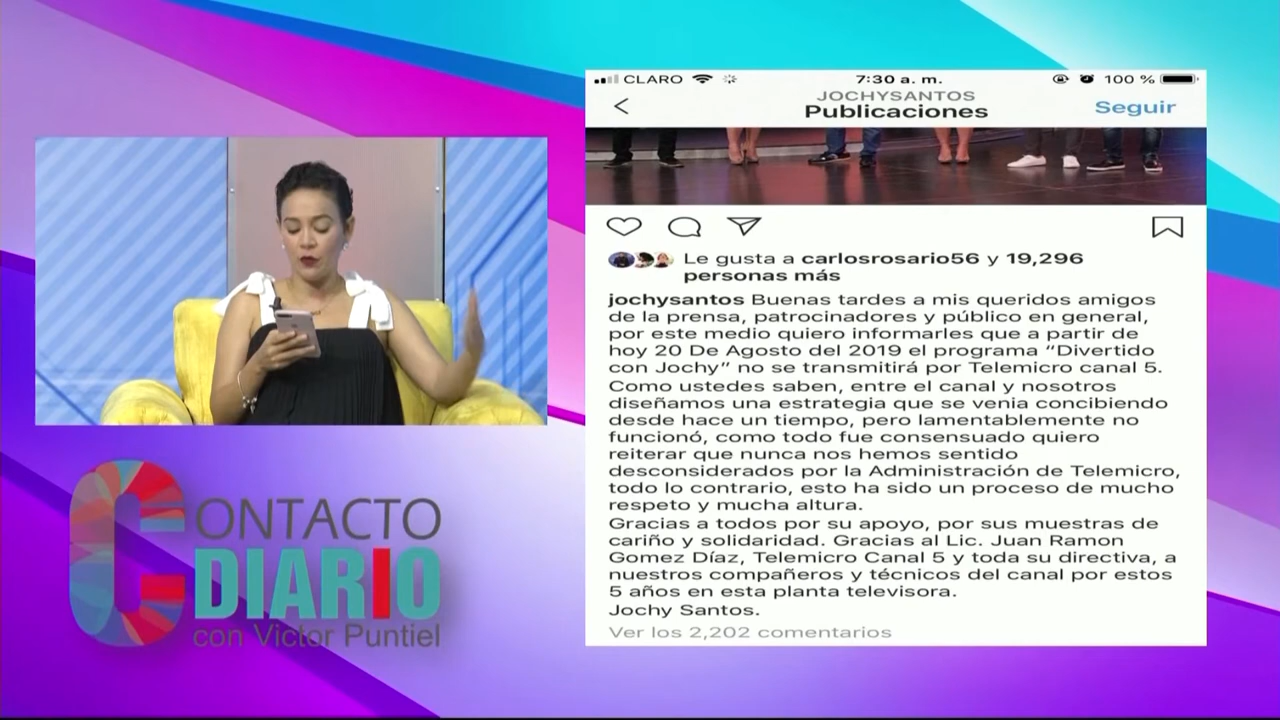 CLARO 7:30 a. m. 100 %
JOCHYSANTOS
Publicaciones
Seguir
Le gusta a carlosrosario56 y 19,296
personas más
jochysantos Buenas tardes a mis queridos amigos
de la prensa, patrocinadores y público en general,
por este medio quiero informarles que a partir de
hoy 20 De Agosto del 2019 el programa “Divertido
con Jochy” no se transmitirá por Telemicro canal 5.
Como ustedes saben, entre el canal y nosotros
diseñamos una estrategia que se venia concibiendo
desde hace un tiempo, pero lamentablemente no
funcionó, como todo fue consensuado quiero
reiterar que nunca nos hemos sentido
desconsiderados por la Administración de Telemicro,
todo lo contrario, esto ha sido un proceso de mucho
respeto y mucha altura.
Gracias a todos por su apoyo, por sus muestras de
cariño y solidaridad. Gracias al Lic. Juan Ramon
Gomez Díaz, Telemicro Canal 5 y toda su directiva, a
nuestros compañeros y técnicos del canal por estos
5 años en esta planta televisora.
Jochy Santos.
Ver los 2,202 comentarios
CONTACTO
DIARIO
con Victor Puntiel